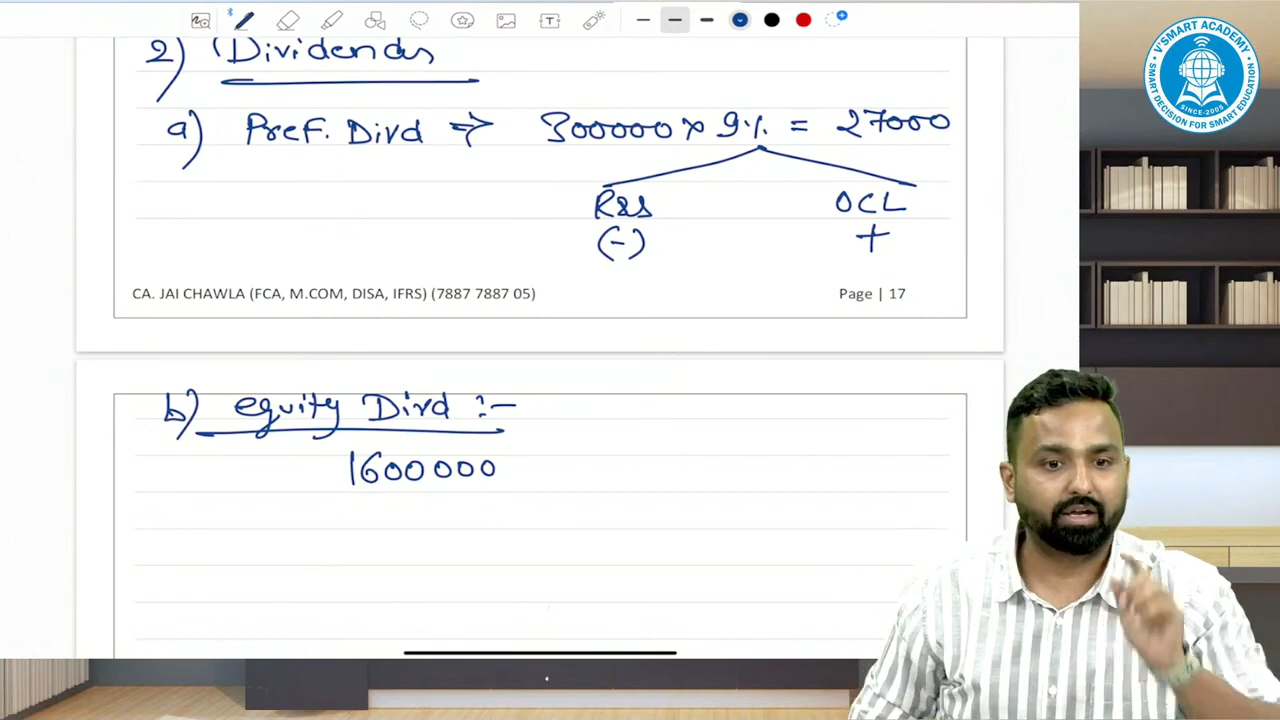 2) Dividends
a) Pref. Divd ⇒ 300000 × 9% = 27000
R&S OCL
(-) +
CA. JAI CHAWLA (FCA, M.COM, DISA, IFRS) (7887 7887 05) Page | 17
b) equity Divd :-
1600000
V'SMART ACADEMY
SMART DECISION FOR SMART EDUCATION
SINCE-2005